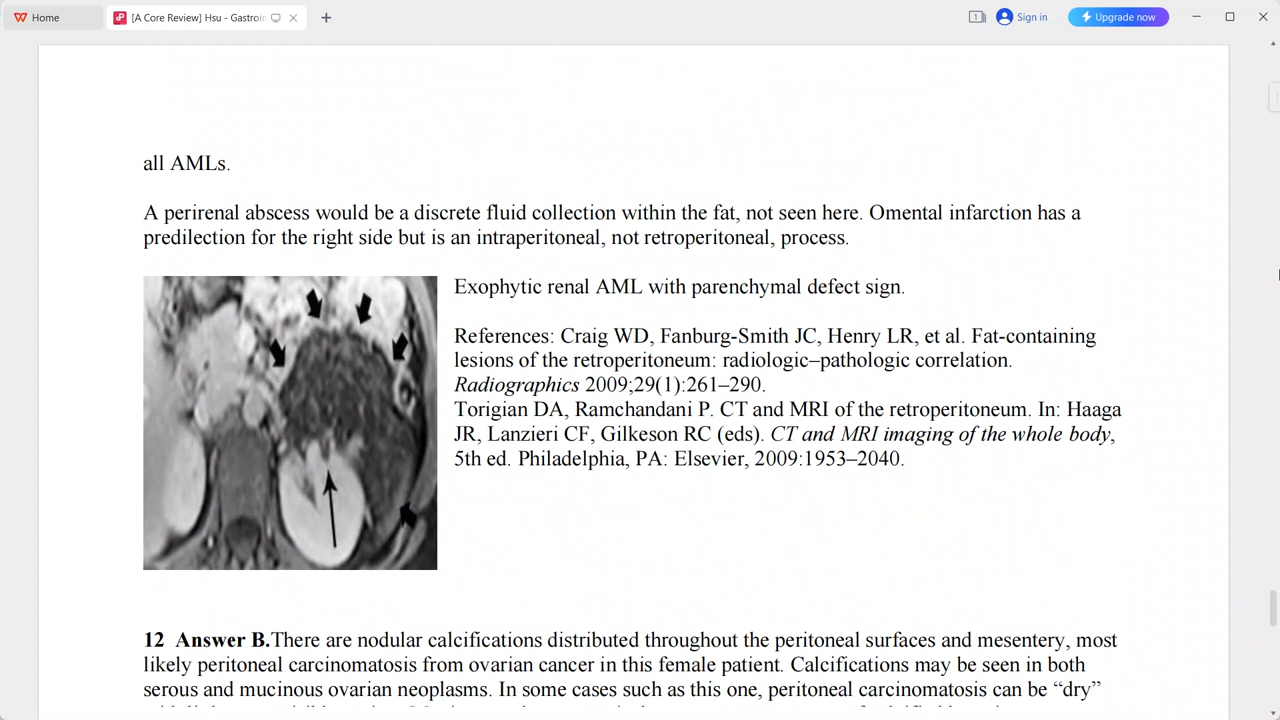 Home
[A Core Review] Hsu - Gastroin
Sign in
Upgrade now
all AMLs.
A perirenal abscess would be a discrete fluid collection within the fat, not seen here. Omental infarction has a
predilection for the right side but is an intraperitoneal, not retroperitoneal, process.
Exophytic renal AML with parenchymal defect sign.
References: Craig WD, Fanburg-Smith JC, Henry LR, et al. Fat-containing
lesions of the retroperitoneum: radiologic–pathologic correlation.
Radiographics 2009;29(1):261–290.
Torigian DA, Ramchandani P. CT and MRI of the retroperitoneum. In: Haaga
JR, Lanzieri CF, Gilkeson RC (eds). CT and MRI imaging of the whole body,
5th ed. Philadelphia, PA: Elsevier, 2009:1953–2040.
12 Answer B.There are nodular calcifications distributed throughout the peritoneal surfaces and mesentery, most
likely peritoneal carcinomatosis from ovarian cancer in this female patient. Calcifications may be seen in both
serous and mucinous ovarian neoplasms. In some cases such as this one, peritoneal carcinomatosis can be “dry”